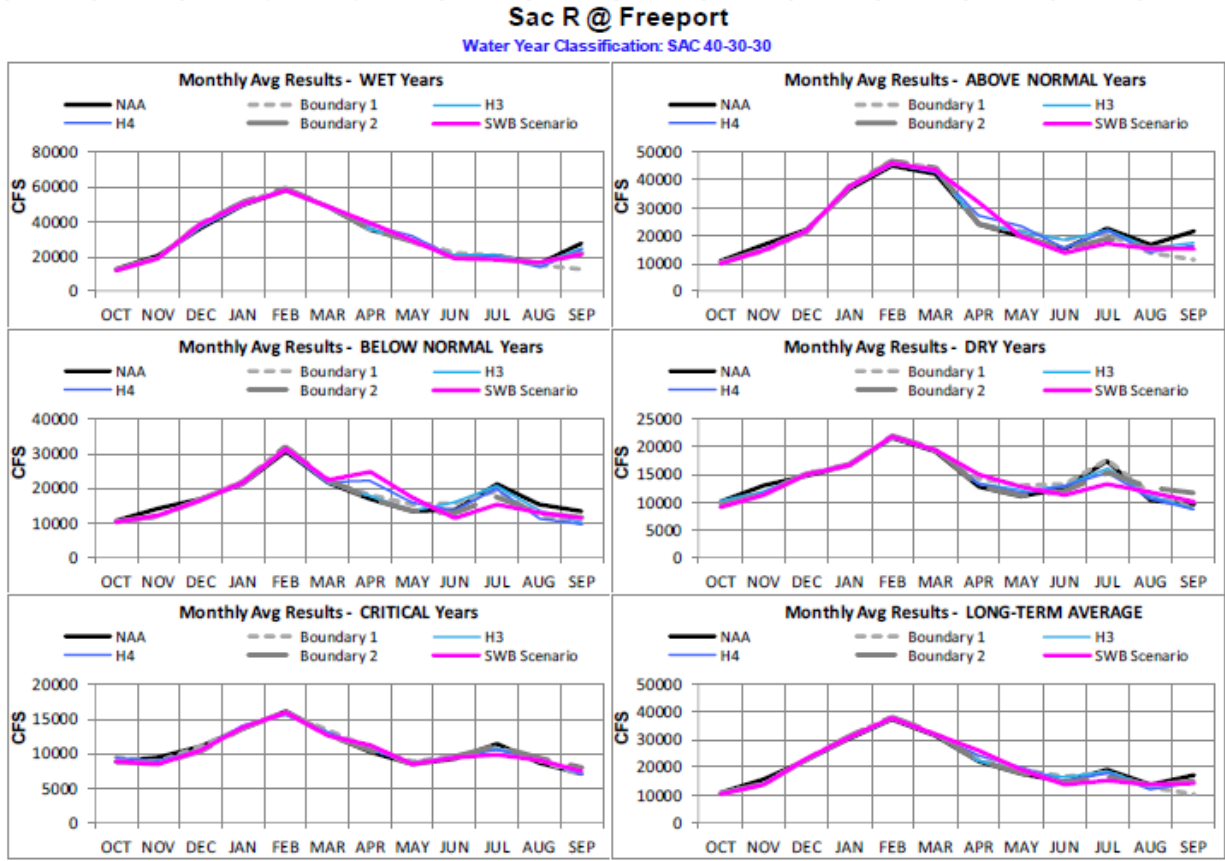 Sac R @ Freeport
Water Year Classification: SAC 40-30-30
Monthly Avg Results - WET Years
NAA Boundary 1 H3
H4 Boundary 2 SWB Scenario
80000
60000
40000
20000
0
CFS
OCT NOV DEC JAN FEB MAR APR MAY JUN JUL AUG SEP
Monthly Avg Results - ABOVE NORMAL Years
NAA Boundary 1 H3
H4 Boundary 2 SWB Scenario
50000
40000
30000
20000
10000
0
CFS
OCT NOV DEC JAN FEB MAR APR MAY JUN JUL AUG SEP
Monthly Avg Results - BELOW NORMAL Years
NAA Boundary 1 H3
H4 Boundary 2 SWB Scenario
40000
30000
20000
10000
0
CFS
OCT NOV DEC JAN FEB MAR APR MAY JUN JUL AUG SEP
Monthly Avg Results - DRY Years
NAA Boundary 1 H3
H4 Boundary 2 SWB Scenario
25000
20000
15000
10000
5000
0
CFS
OCT NOV DEC JAN FEB MAR APR MAY JUN JUL AUG SEP
Monthly Avg Results - CRITICAL Years
NAA Boundary 1 H3
H4 Boundary 2 SWB Scenario
20000
15000
10000
5000
0
CFS
OCT NOV DEC JAN FEB MAR APR MAY JUN JUL AUG SEP
Monthly Avg Results - LONG-TERM AVERAGE
NAA Boundary 1 H3
H4 Boundary 2 SWB Scenario
50000
40000
30000
20000
10000
0
CFS
OCT NOV DEC JAN FEB MAR APR MAY JUN JUL AUG SEP